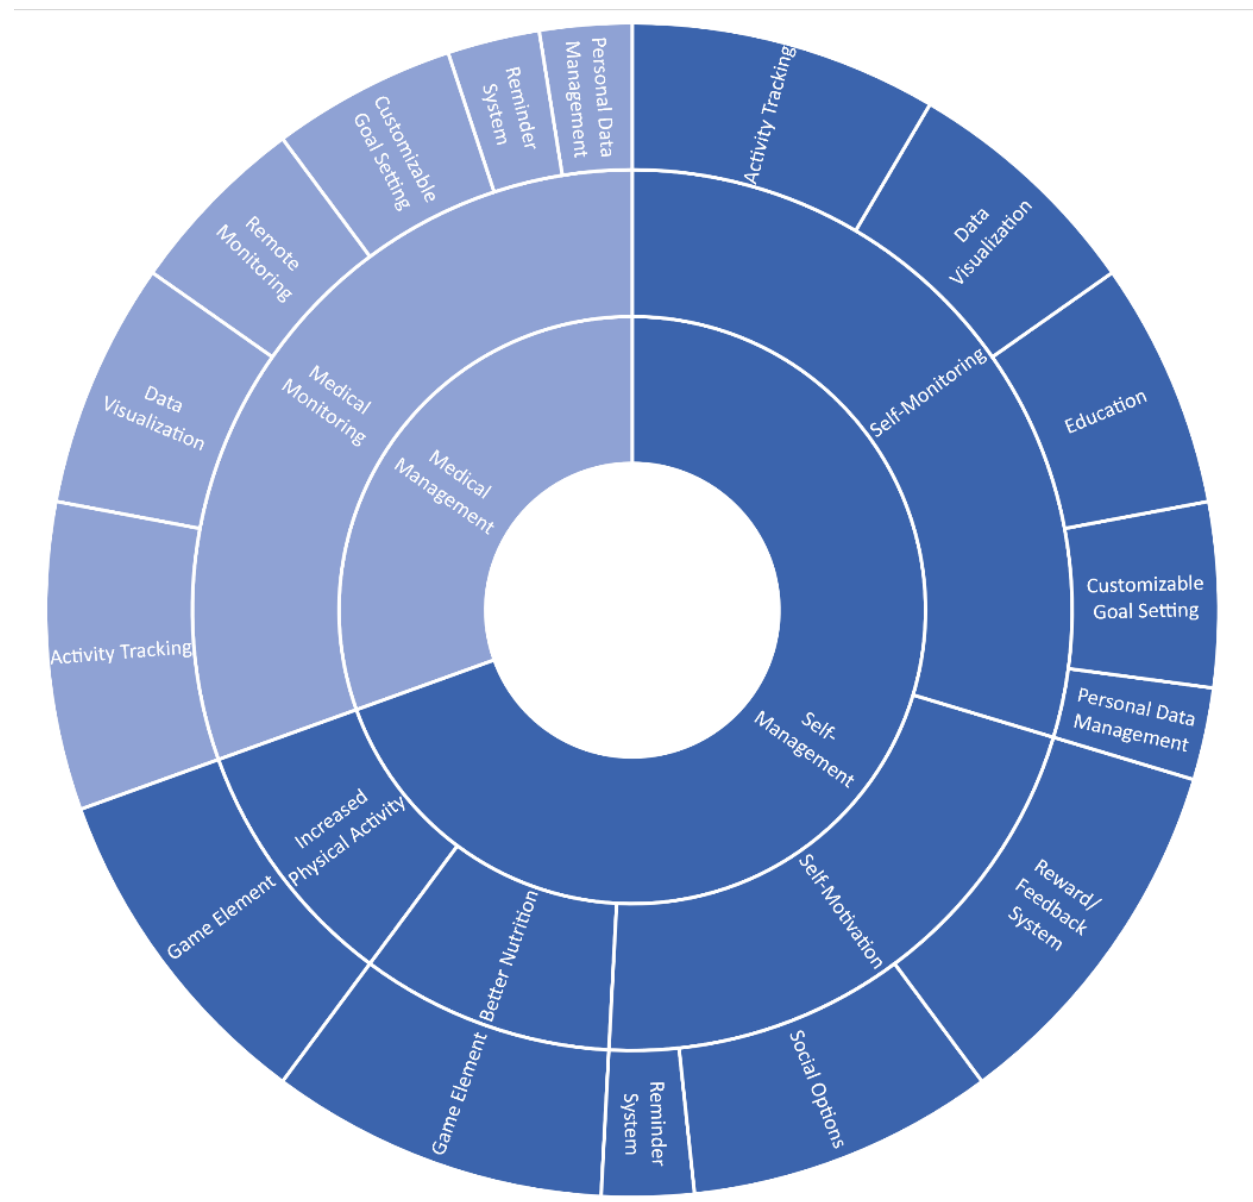 Activity Tracking
Data
Visualization
Education
Customizable
Goal Setting
Personal Data
Management
Reward/
Feedback
System
Social Options
Reminder
System
Game Element
Game Element
Activity Tracking
Data
Visualization
Remote
Monitoring
Customizable
Goal Setting
Reminder
System
Personal Data
Management
Self-Monitoring
Self-Motivation
Better Nutrition
Increased
Physical Activity
Medical
Monitoring
Self-
Management
Medical
Management